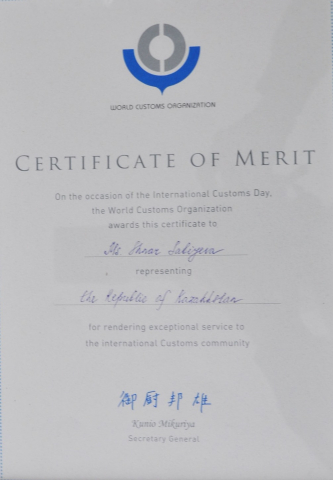 WORLD CUSTOMS ORGANIZATION
CERTIFICATE OF MERIT
On the occasion of the International Customs Day,
the World Customs Organization
awards this certificate to
Ms Shnar Sabiyeva
representing
the Republic of Kazakhstan
for rendering exceptional service to
the international Customs community
御厨邦雄
Kunio Mikuriya
Secretary General